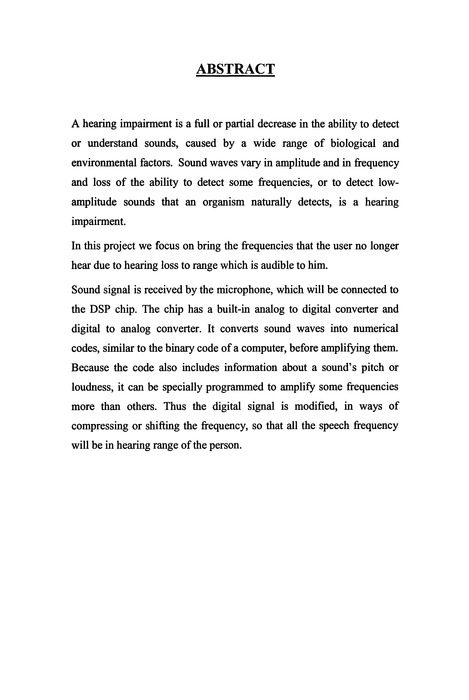 ABSTRACT
A hearing impairment is a full or partial decrease in the ability to detect
or understand sounds, caused by a wide range of biological and
environmental factors. Sound waves vary in amplitude and in frequency
and loss of the ability to detect some frequencies, or to detect low-
amplitude sounds that an organism naturally detects, is a hearing
impairment.
In this project we focus on bring the frequencies that the user no longer
hear due to hearing loss to range which is audible to him.
Sound signal is received by the microphone, which will be connected to
the DSP chip. The chip has a built-in analog to digital converter and
digital to analog converter. It converts sound waves into numerical
codes, similar to the binary code of a computer, before amplifying them.
Because the code also includes information about a sound's pitch or
loudness, it can be specially programmed to amplify some frequencies
more than others. Thus the digital signal is modified, in ways of
compressing or shifting the frequency, so that all the speech frequency
will be in hearing range of the person.